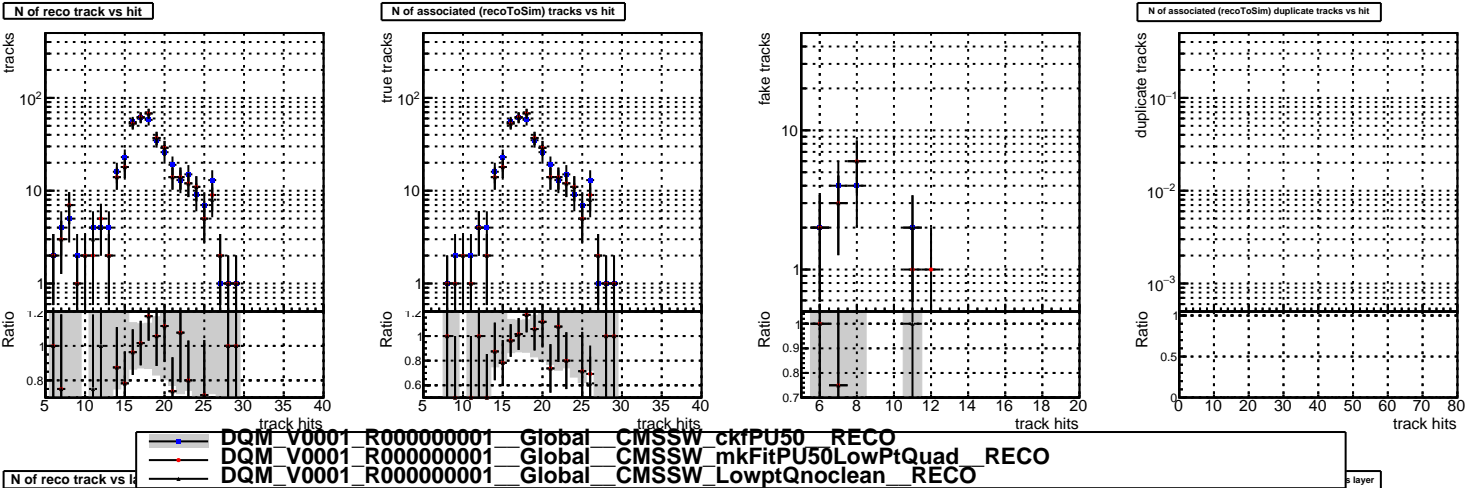 N of reco track vs hit
N of associated (recoToSim) tracks vs hit
N of associated (recoToSim) duplicate tracks vs hit
tracks
10²
10
1
Ratio
1.2
1
0.8
5 10 15 20 25 30 35 40
track hits
true tracks
10²
10
1
Ratio
1.2
1
0.8
0.6
5 10 15 20 25 30 35 40
track hits
fake tracks
10
1
Ratio
1
0.9
0.8
0.7
6 8 10 12 14 16 18 20
track hits
duplicate tracks
10⁻¹
10⁻²
10⁻³
Ratio
1
0.5
0
0 10 20 30 40 50 60 70 80
track hits
DQM_V0001_R000000001__Global__CMSSW_ckfPU50__RECO
DQM_V0001_R000000001__Global__CMSSW_mkFitPU50LowPtQuad__RECO
DQM_V0001_R000000001__Global__CMSSW_LowptQnoclean__RECO
N of reco track vs
layer